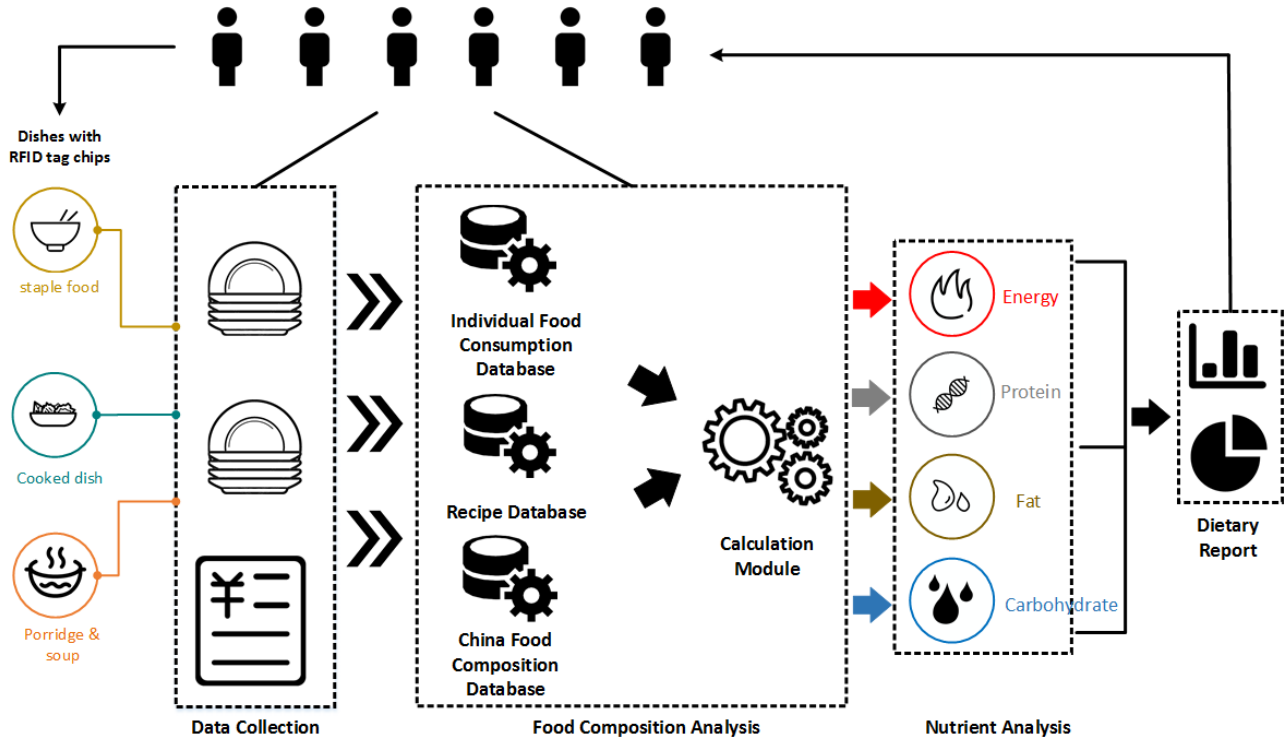 Dishes with
RFID tag chips
staple food
Cooked dish
Porridge &
soup
¥
Data Collection
Individual Food
Consumption
Database
Recipe Database
China Food
Composition
Database
Calculation
Module
Food Composition Analysis
Energy
Protein
Fat
Carbohydrate
Nutrient Analysis
Dietary
Report